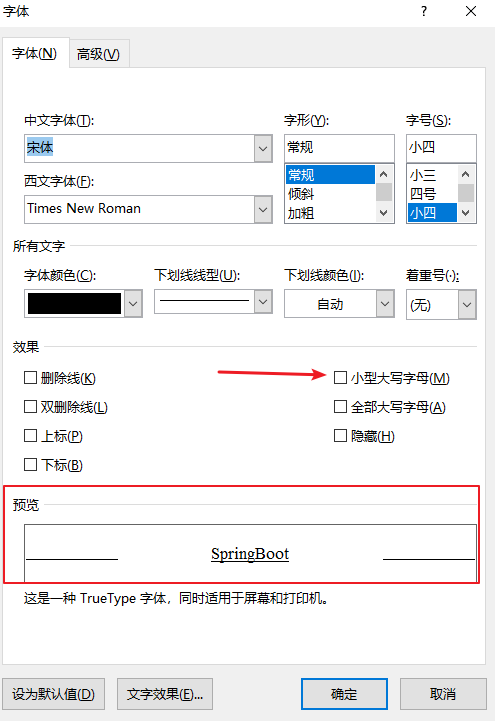 字体
?
字体(N)
高级(V)
中文字体(T):
字形(Y):
字号(S):
宋体
常规
小四
常规
倾斜
加粗
小三
四号
小四
西文字体(F):
Times New Roman
所有文字
字体颜色(C):
下划线线型(U):
下划线颜色(I):
着重号(·):
自动
(无)
效果
删除线(K)
小型大写字母(M)
双删除线(L)
全部大写字母(A)
上标(P)
隐藏(H)
下标(B)
预览
SpringBoot
这是一种 TrueType 字体，同时适用于屏幕和打印机。
设为默认值(D)
文字效果(E)...
确定
取消